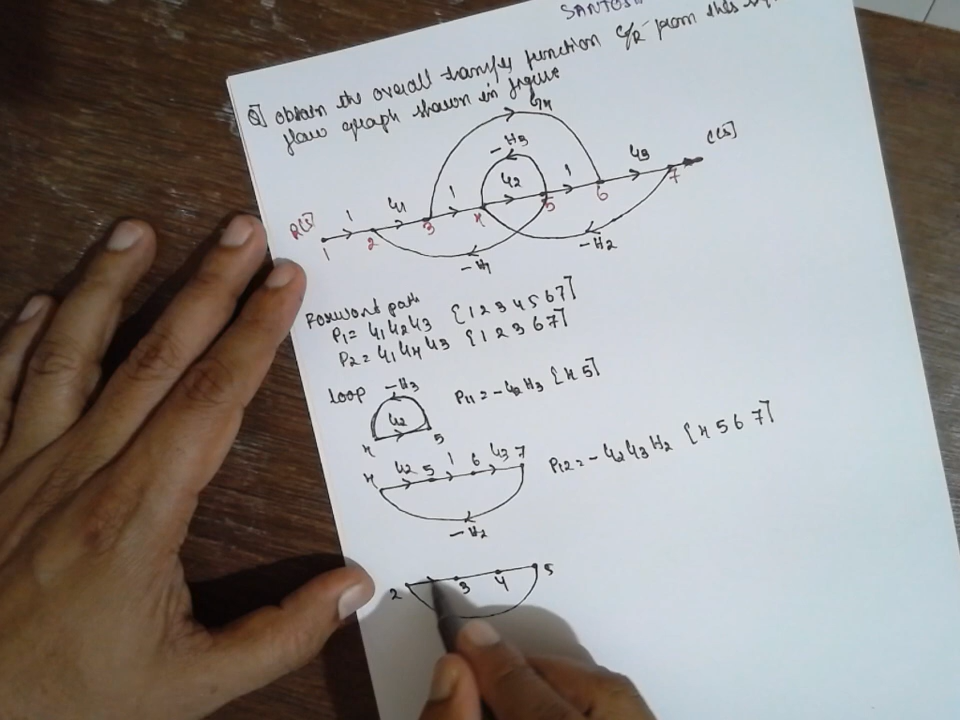 SANTOSH
Q] obtain the overall transfer function C/R from this
flow graph shown in figure
G4
-H3
R(s) 1 G1 1 G2 1 G3 C(s)
1 2 3 4 5 6 7
-H1 -H2
Forward path
P1 = G1G2G3 {1 2 3 4 5 6 7}
P2 = G1G4G3 {1 2 3 6 7}
loop -H3 P11 = -G2H3 [4 5]
G2
4 5
4 G2 5 1 6 G3 7 P12 = -G2G3H2 [4 5 6 7]
-H2
2 3 4 5